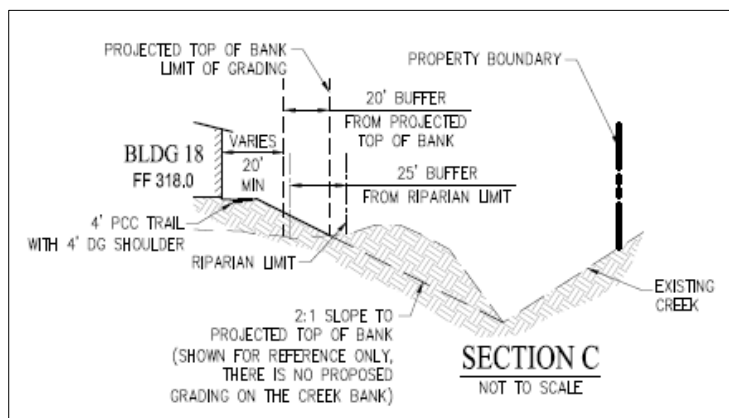 PROJECTED TOP OF BANK
LIMIT OF GRADING
PROPERTY BOUNDARY
20' BUFFER
FROM PROJECTED
TOP OF BANK
VARIES
20'
MIN
BLDG 18
FF 318.0
25' BUFFER
FROM RIPARIAN LIMIT
4' PCC TRAIL
WITH 4' DG SHOULDER
RIPARIAN LIMIT
EXISTING
CREEK
2:1 SLOPE TO
PROJECTED TOP OF BANK
(SHOWN FOR REFERENCE ONLY,
THERE IS NO PROPOSED
GRADING ON THE CREEK BANK)
SECTION C
NOT TO SCALE